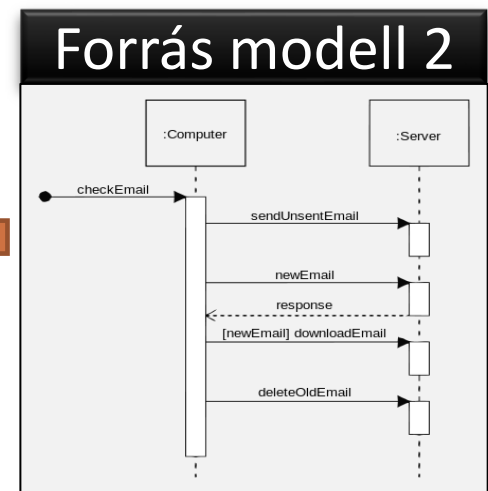 Forrás modell 2
:Computer
:Server
checkEmail
sendUnsentEmail
newEmail
response
[newEmail] downloadEmail
deleteOldEmail